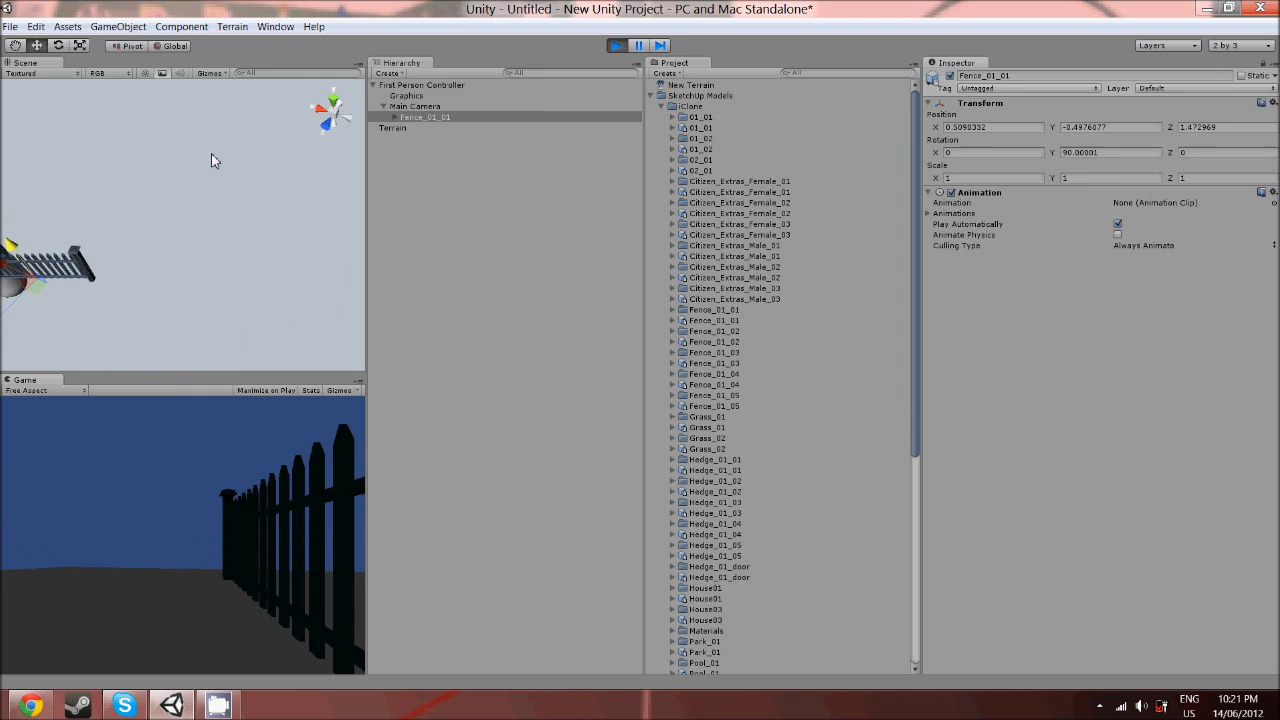 Unity - Untitled - New Unity Project - PC and Mac Standalone*
File Edit Assets GameObject Component Terrain Window Help
Pivot Global Layers 2 by 3
Scene
Textured RGB Gizmos All
Hierarchy
Create All
First Person Controller
Graphics
Main Camera
Fence_01_01
Terrain
Game
Free Aspect Maximize on Play Stats Gizmos
Project
Create All
New Terrain
SketchUp Models
iClone
01_01
01_01
01_02
01_02
02_01
02_01
Citizen_Extras_Female_01
Citizen_Extras_Female_01
Citizen_Extras_Female_02
Citizen_Extras_Female_02
Citizen_Extras_Female_03
Citizen_Extras_Female_03
Citizen_Extras_Male_01
Citizen_Extras_Male_01
Citizen_Extras_Male_02
Citizen_Extras_Male_02
Citizen_Extras_Male_03
Citizen_Extras_Male_03
Fence_01_01
Fence_01_01
Fence_01_02
Fence_01_02
Fence_01_03
Fence_01_03
Fence_01_04
Fence_01_04
Fence_01_05
Fence_01_05
Grass_01
Grass_01
Grass_02
Grass_02
Hedge_01_01
Hedge_01_01
Hedge_01_02
Hedge_01_02
Hedge_01_03
Hedge_01_03
Hedge_01_04
Hedge_01_04
Hedge_01_05
Hedge_01_05
Hedge_01_door
Hedge_01_door
House01
House01
House03
House03
Materials
Park_01
Park_01
Pool_01
Pool_01
Inspector
Fence_01_01 Static
Tag Untagged Layer Default
Transform
Position
X 0.5090332 Y -0.4976077 Z 1.472969
Rotation
X 0 Y 90.00001 Z 0
Scale
X 1 Y 1 Z 1
Animation
Animation None (Animation Clip)
Animations
Play Automatically
Animate Physics
Culling Type Always Animate
ENG 10:21 PM
US 14/06/2012